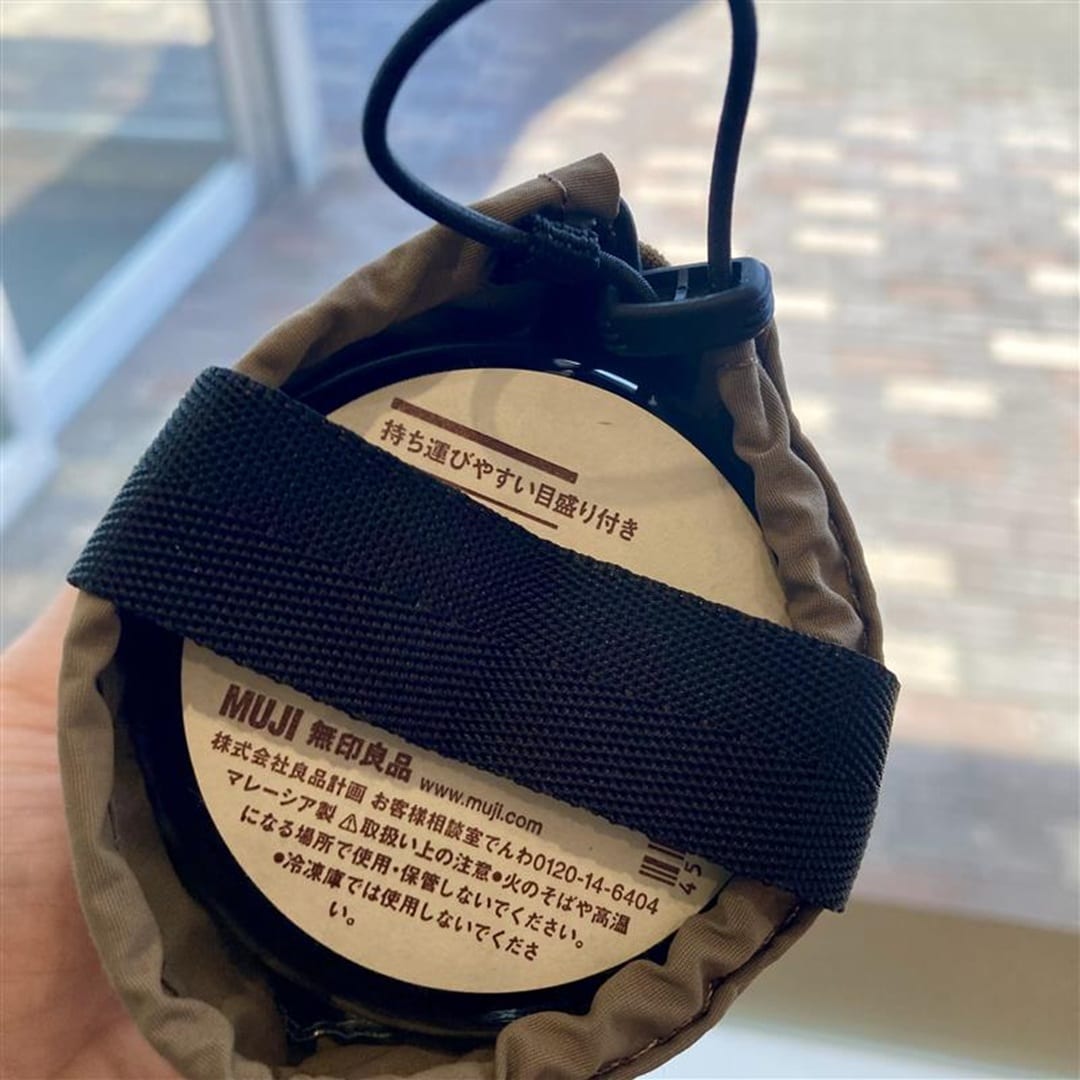 持ち運びやすい目盛り付き
MUJI 無印良品
株式会社良品計画 お客様相談室でんわ0120-14-6404
www.muji.com
マレーシア製 ⚠取扱い上の注意●火のそばや高温
になる場所で使用・保管しないでください。
●冷凍庫では使用しないでくださ
い。
45